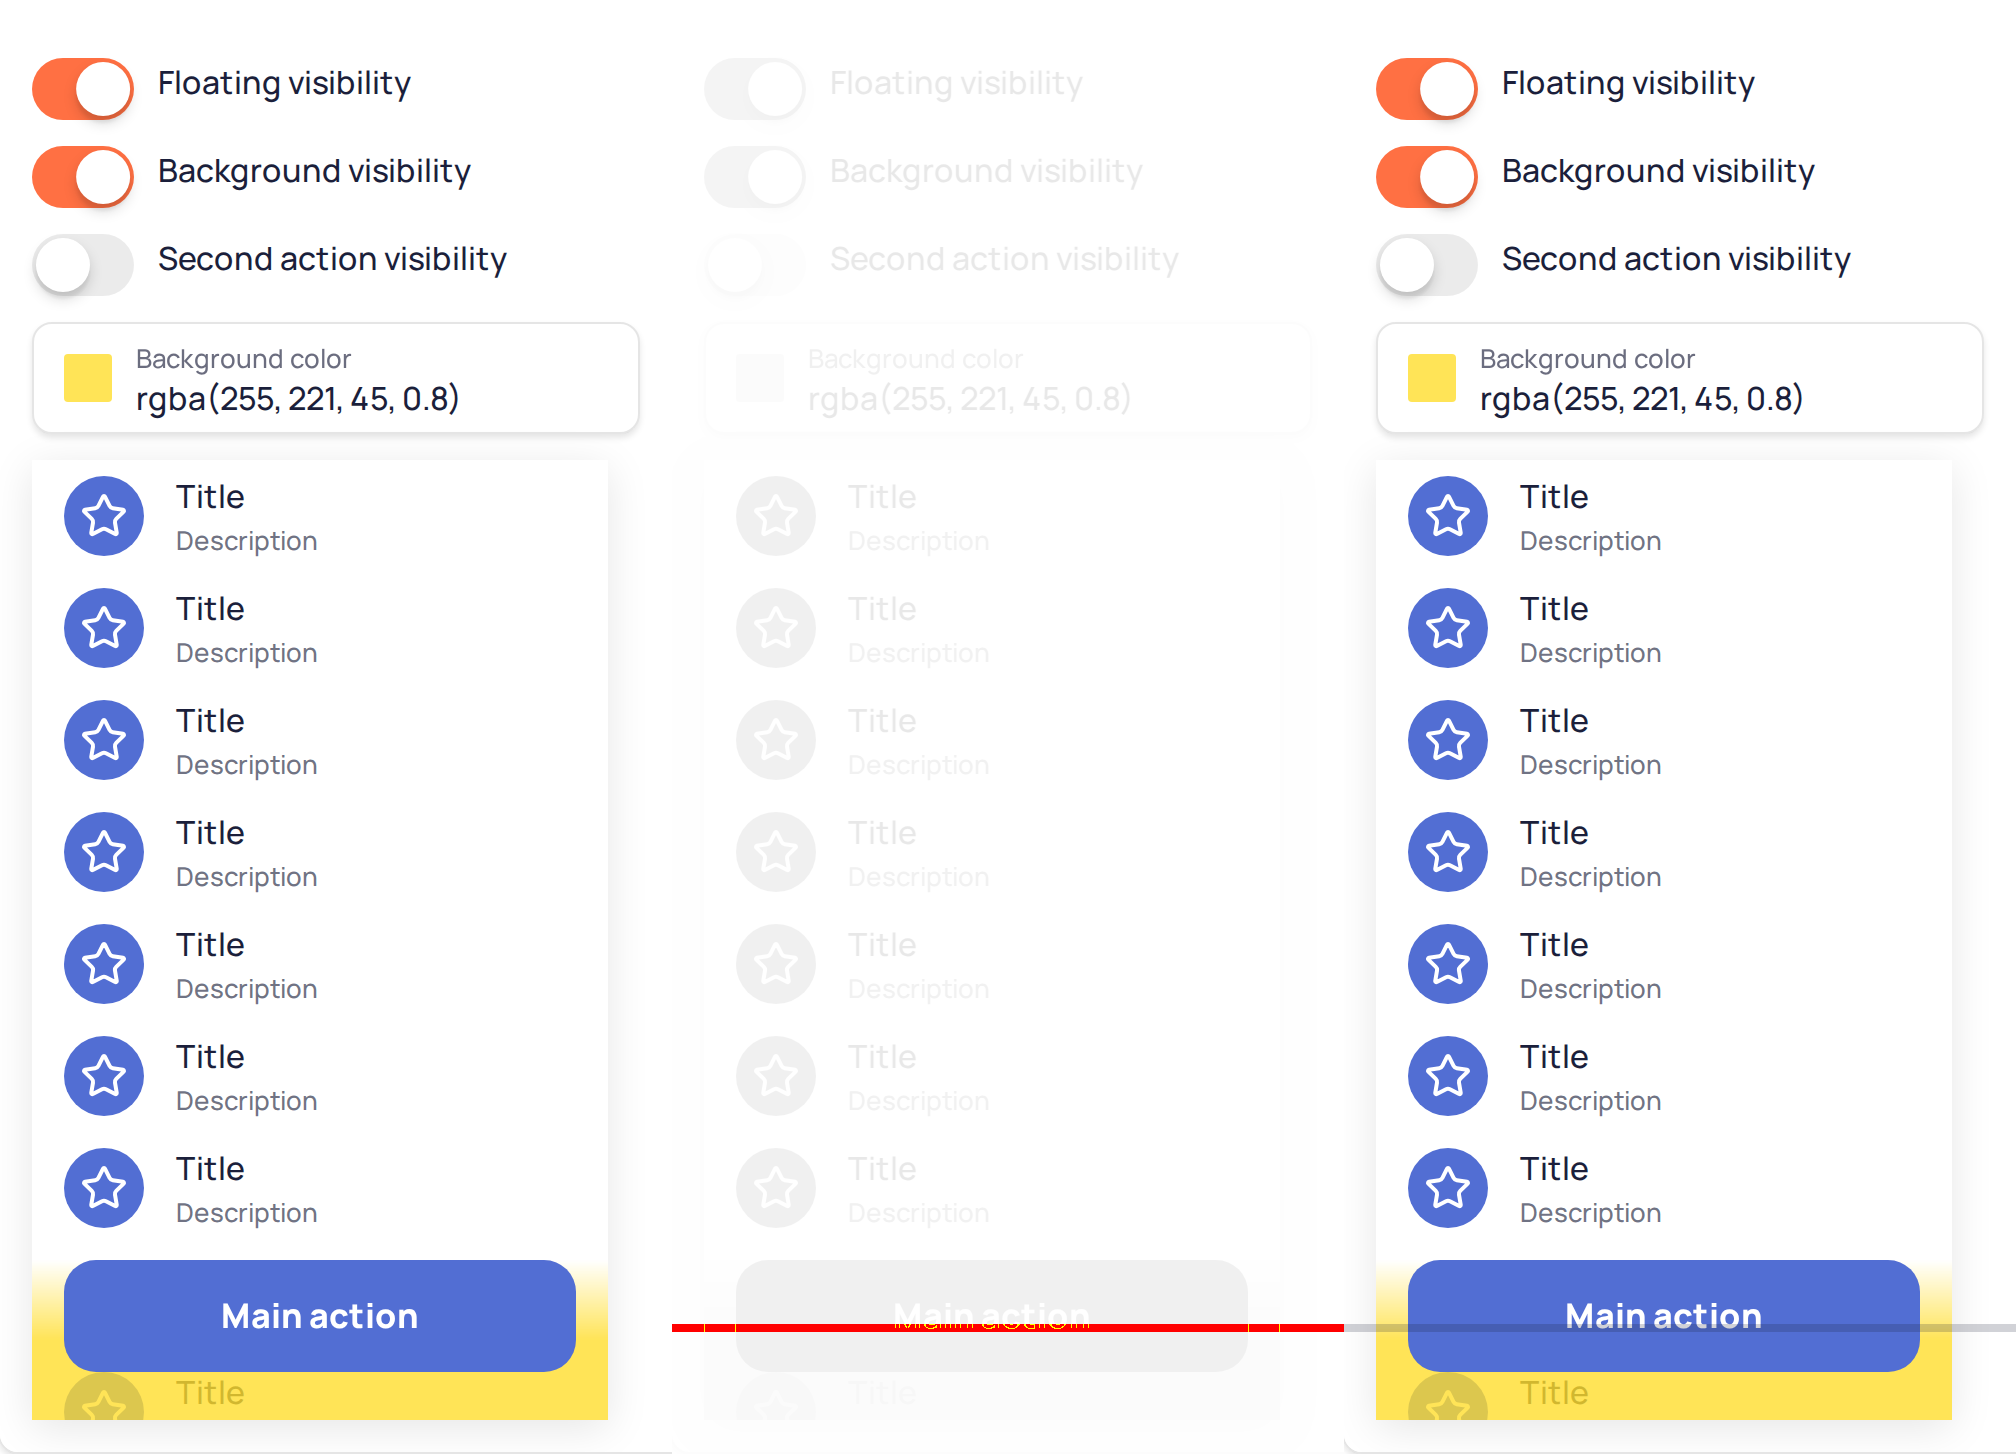 Floating visibility
Background visibility
Second action visibility
Background color
rgba(255, 221, 45, 0.8)
Title
Description
Title
Description
Title
Description
Title
Description
Title
Description
Title
Description
Title
Description
Main action
Title
Floating visibility
Background visibility
Second action visibility
Background color
rgba(255, 221, 45, 0.8)
Title
Description
Title
Description
Title
Description
Title
Description
Title
Description
Title
Description
Title
Description
Main action
Title
Floating visibility
Background visibility
Second action visibility
Background color
rgba(255, 221, 45, 0.8)
Title
Description
Title
Description
Title
Description
Title
Description
Title
Description
Title
Description
Title
Description
Main action
Title